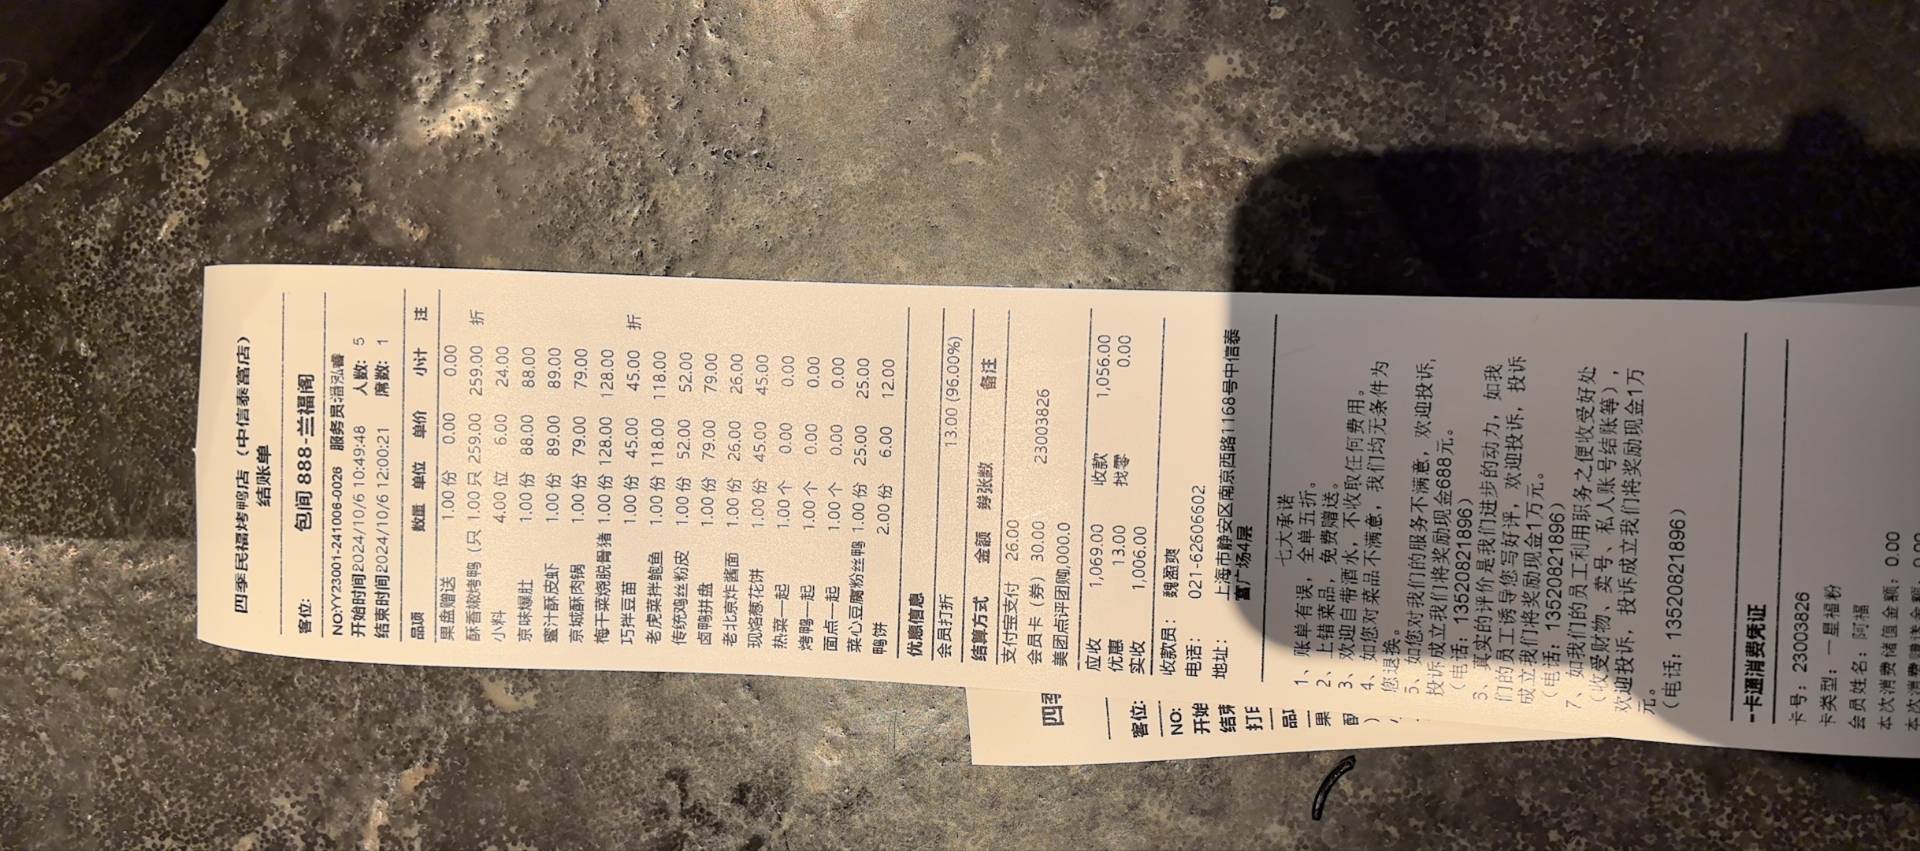 四季民福烤鸭店（中信泰富店）
结账单
客位: 包间 888-兰福阁
NO:YY23001-241006-0026 服务员:
开始时间2024/10/6 10:49:48 人数: 5
结束时间2024/10/6 12:00:21 席数: 1
品项 数量 单位 单价 小计 注
果盘赠送 1.00 份 0.00 0.00
酥香嫩烤鸭（只 1.00 只 259.00 259.00 折
小料 4.00 位 6.00 24.00
京味爆肚 1.00 份 88.00 88.00
蜜汁酥皮虾 1.00 份 89.00 89.00
京城酥肉锅 1.00 份 79.00 79.00
梅干菜烧脱骨猪 1.00 份 128.00 128.00
巧拌豆苗 1.00 份 45.00 45.00 折
老虎菜拌鲍鱼 1.00 份 118.00 118.00
传统鸡丝粉皮 1.00 份 52.00 52.00
卤鸭拼盘 1.00 份 79.00 79.00
老北京炸酱面 1.00 份 26.00 26.00
现烙葱花饼 1.00 份 45.00 45.00
热菜一起 1.00 个 0.00 0.00
烤鸭一起 1.00 个 0.00 0.00
面点一起 1.00 个 0.00 0.00
菜心豆腐粉丝鸭 1.00 份 25.00 25.00
鸭饼 2.00 份 6.00 12.00
优惠信息
会员打折 13.00 (96.00%)
结算方式 金额 券张数 备注
支付宝支付 26.00
会员卡（券）30.00 23003826
美团点评团购,000.0
应收 1,069.00 收款 1,056.00
优惠 13.00 找零 0.00
实收 1,006.00
收款员: 魏盈爽
电话: 021-62606602
地址: 上海市静安区南京西路1168号中信泰
富广场4层
七大承诺
1、账单有误，全单五折。
2、上错菜品，免费赠送。
3、欢迎自带酒水，不收取任何费用。
4、如您对菜品不满意，我们均无条件为
您退换。
5、如您对我们的服务不满意，欢迎投诉，
投诉成立我们将奖励现金688元。
（电话: 13520821896）
3、真实的评价是我们进步的动力，如我
们的员工诱导您写好评，欢迎投诉，投诉
成立我们将奖励现金1万元。
（电话: 13520821896）
7、如我们的员工利用职务之便收受好处
（收受财物、卖号、私人账号结账等），
欢迎投诉，投诉成立我们将奖励现金1万
元。
（电话: 13520821896）
一卡通消费凭证
卡号: 23003826
卡类型: 一星福粉
会员姓名: 阿福
本次消费储值金额: 0.00
四季
客位:
NO:
开始
结束
品
果
05g